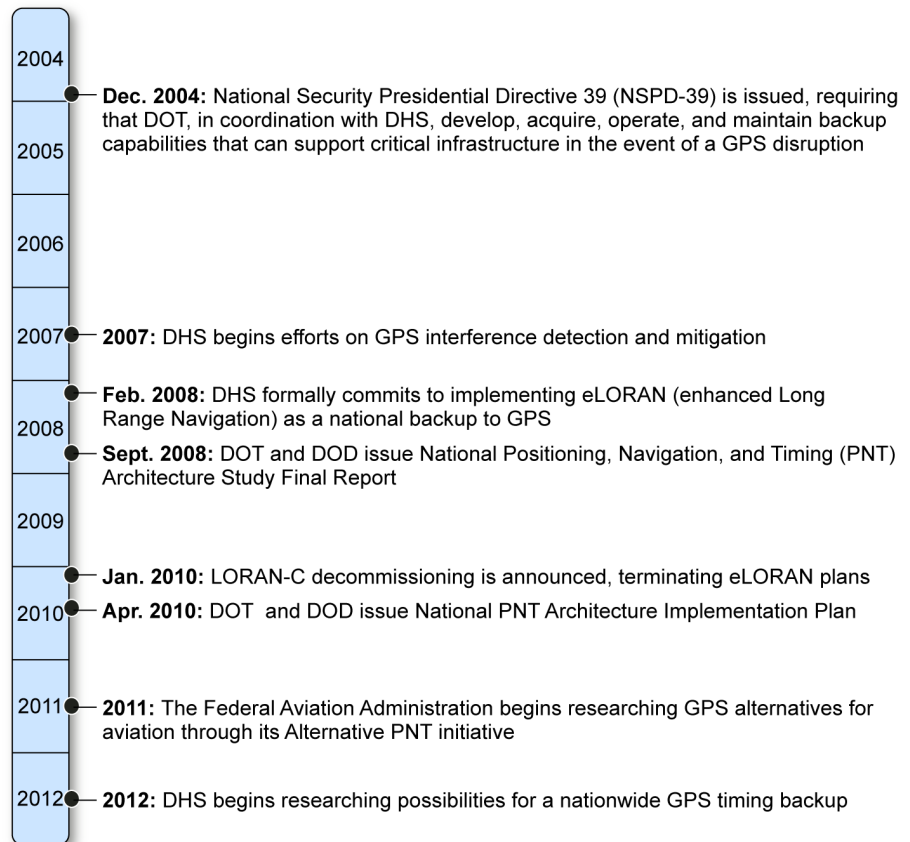 2004
Dec. 2004: National Security Presidential Directive 39 (NSPD-39) is issued, requiring
that DOT, in coordination with DHS, develop, acquire, operate, and maintain backup
capabilities that can support critical infrastructure in the event of a GPS disruption
2005
2006
2007
2007: DHS begins efforts on GPS interference detection and mitigation
Feb. 2008: DHS formally commits to implementing eLORAN (enhanced Long
Range Navigation) as a national backup to GPS
2008
Sept. 2008: DOT and DOD issue National Positioning, Navigation, and Timing (PNT)
Architecture Study Final Report
2009
Jan. 2010: LORAN-C decommissioning is announced, terminating eLORAN plans
2010
Apr. 2010: DOT and DOD issue National PNT Architecture Implementation Plan
2011
2011: The Federal Aviation Administration begins researching GPS alternatives for
aviation through its Alternative PNT initiative
2012
2012: DHS begins researching possibilities for a nationwide GPS timing backup